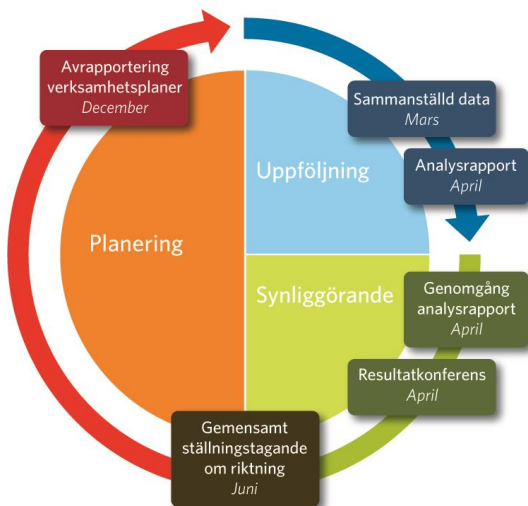 Avrapportering
verksamhetsplaner
December
Sammanställd data
Mars
Uppföljning
Analysrapport
April
Planering
Synliggörande
Genomgång
analysrapport
April
Resultatkonferens
April
Gemensamt
ställningstagande
om riktning
Juni